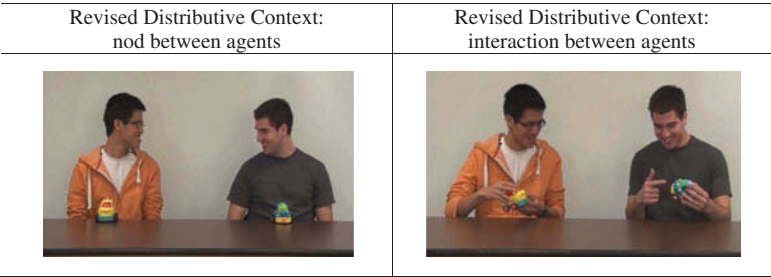 Revised Distributive Context:
nod between agents
Revised Distributive Context:
interaction between agents